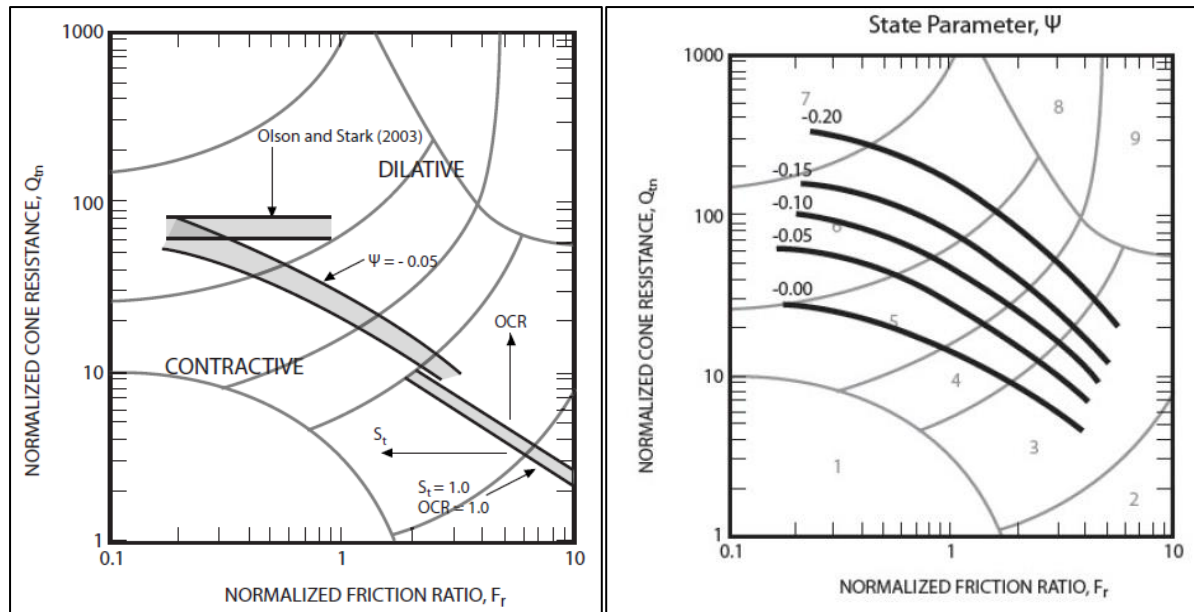 1000
Olson and Stark (2003)
DILATIVE
100
Ψ = - 0.05
OCR
CONTRACTIVE
10
St
St = 1.0
OCR = 1.0
1
0.1
1
10
NORMALIZED CONE RESISTANCE, Qtn
NORMALIZED FRICTION RATIO, Fr
State Parameter, Ψ
1000
7
8
-0.20
9
-0.15
100
-0.10
6
-0.05
-0.00
5
10
4
3
1
2
1
0.1
1
10
NORMALIZED CONE RESISTANCE, Qtn
NORMALIZED FRICTION RATIO, Fr